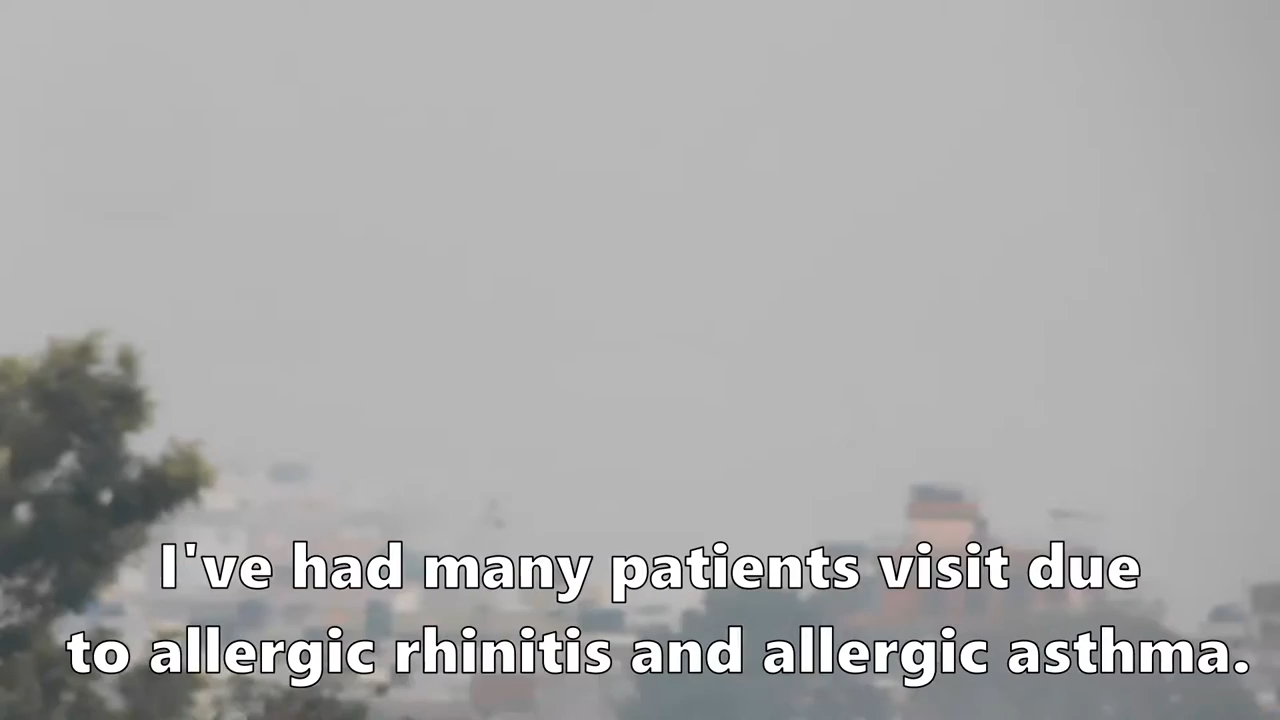 I've had many patients visit due
to allergic rhinitis and allergic asthma.